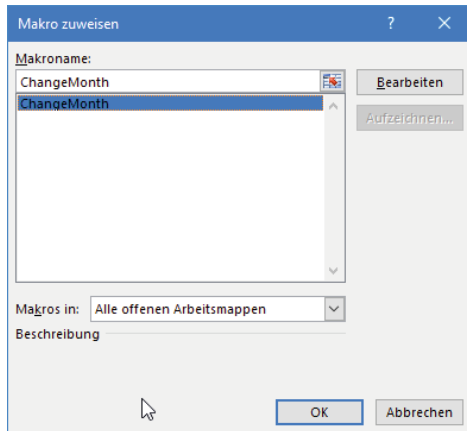 Makro zuweisen ?
Makroname:
ChangeMonth
Bearbeiten
ChangeMonth
Aufzeichnen...
Makros in: Alle offenen Arbeitsmappen
Beschreibung
OK Abbrechen